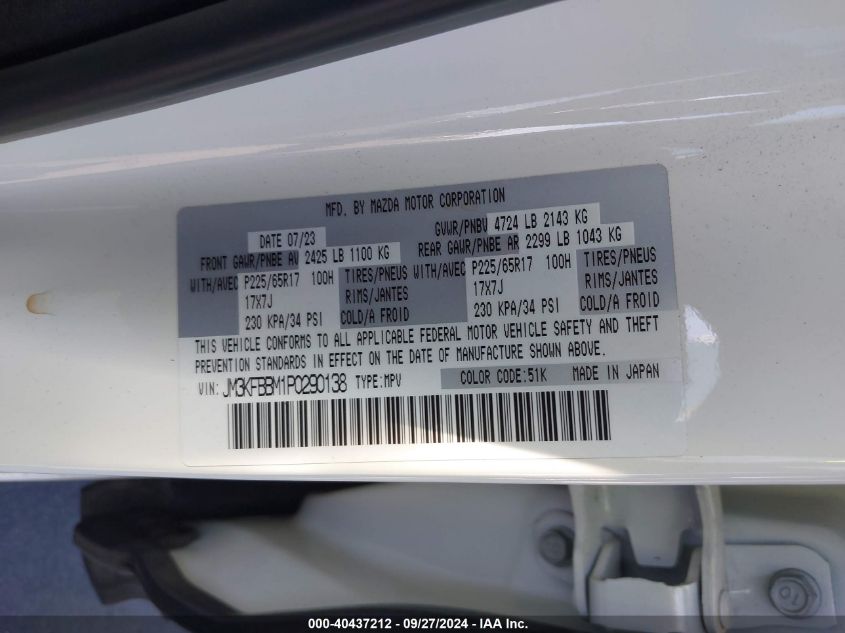 MFD. BY MAZDA MOTOR CORPORATION
DATE 07/23 GVWR/PNBV 4724 LB 2143 KG
FRONT GAWR/PNBE AV 2425 LB 1100 KG REAR GAWR/PNBE AR 2299 LB 1043 KG
WITH/AVEC P225/65R17 100H TIRES/PNEUS WITH/AVEC P225/65R17 100H TIRES/PNEUS
17X7J RIMS/JANTES 17X7J RIMS/JANTES
230 KPA/34 PSI COLD/A FROID 230 KPA/34 PSI COLD/A FROID
THIS VEHICLE CONFORMS TO ALL APPLICABLE FEDERAL MOTOR VEHICLE SAFETY AND THEFT
PREVENTION STANDARDS IN EFFECT ON THE DATE OF MANUFACTURE SHOWN ABOVE.
VIN: JM3KFBBM1P0290138 TYPE:MPV COLOR CODE:51K MADE IN JAPAN
000-40437212 - 09/27/2024 - IAA Inc.